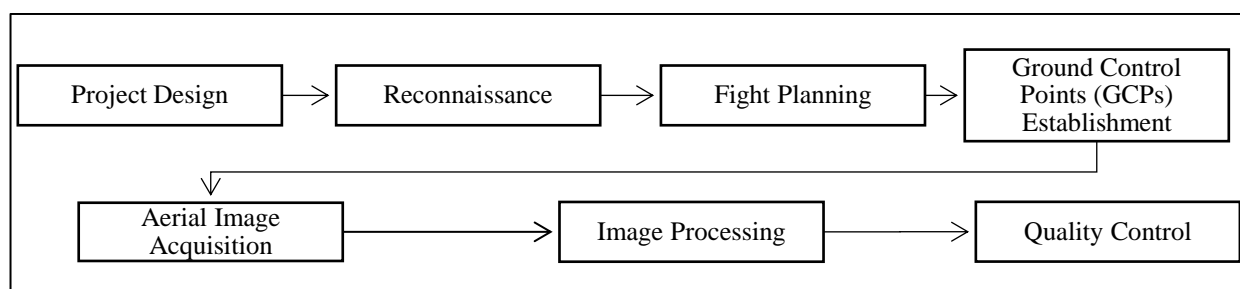 Project Design
Reconnaissance
Fight Planning
Ground Control
Points (GCPs)
Establishment
Aerial Image
Acquisition
Image Processing
Quality Control